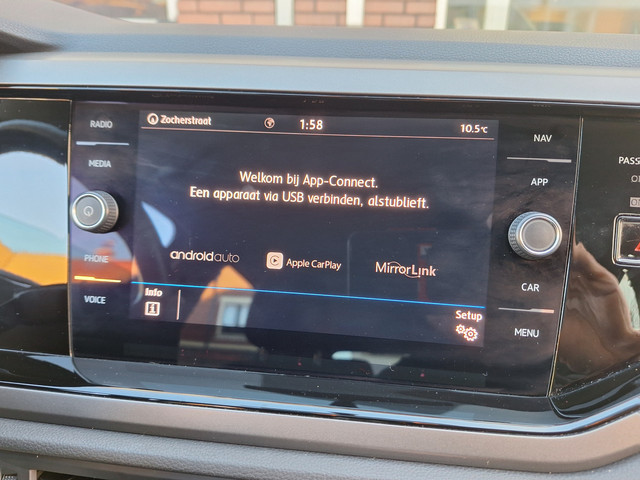 Zocherstraat 1:58 10.5°C
RADIO
MEDIA
PHONE
VOICE
Welkom bij App-Connect.
Een apparaat via USB verbinden, alstublieft.
androidauto Apple CarPlay MirrorLink
Info
Setup
NAV
APP
CAR
MENU
PASS